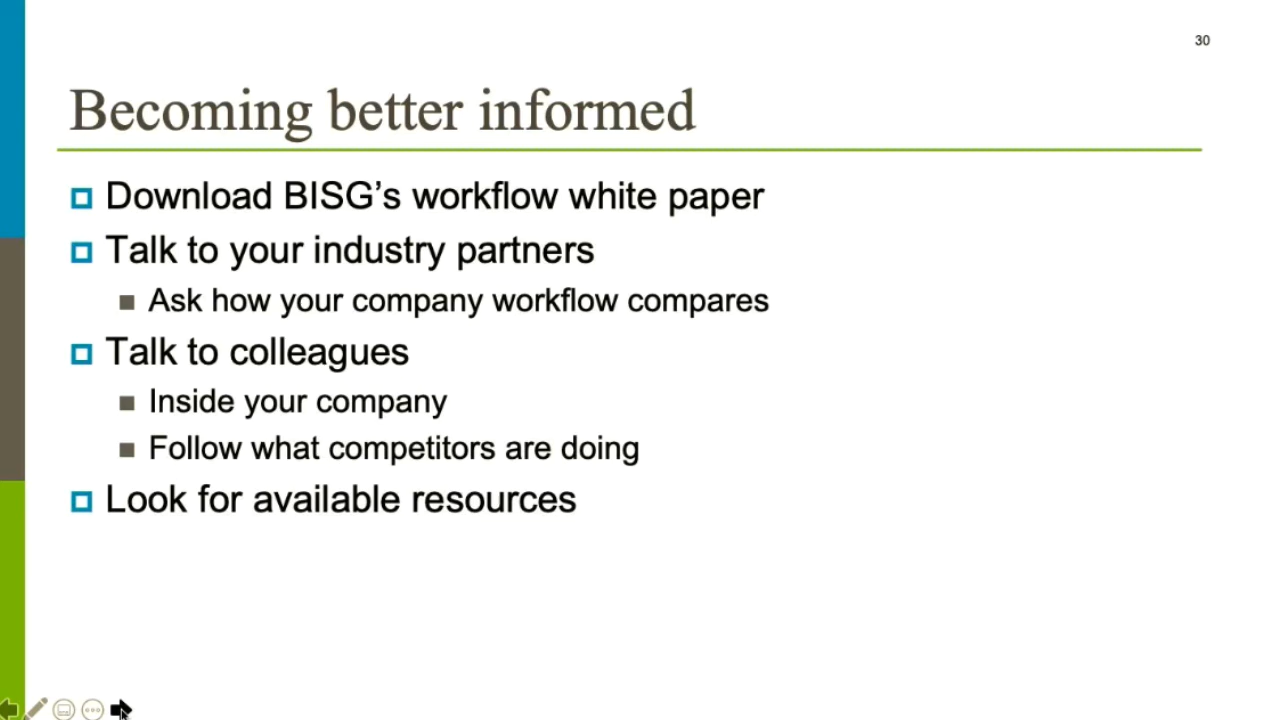 30
Becoming better informed
Download BISG's workflow white paper
Talk to your industry partners
Ask how your company workflow compares
Talk to colleagues
Inside your company
Follow what competitors are doing
Look for available resources